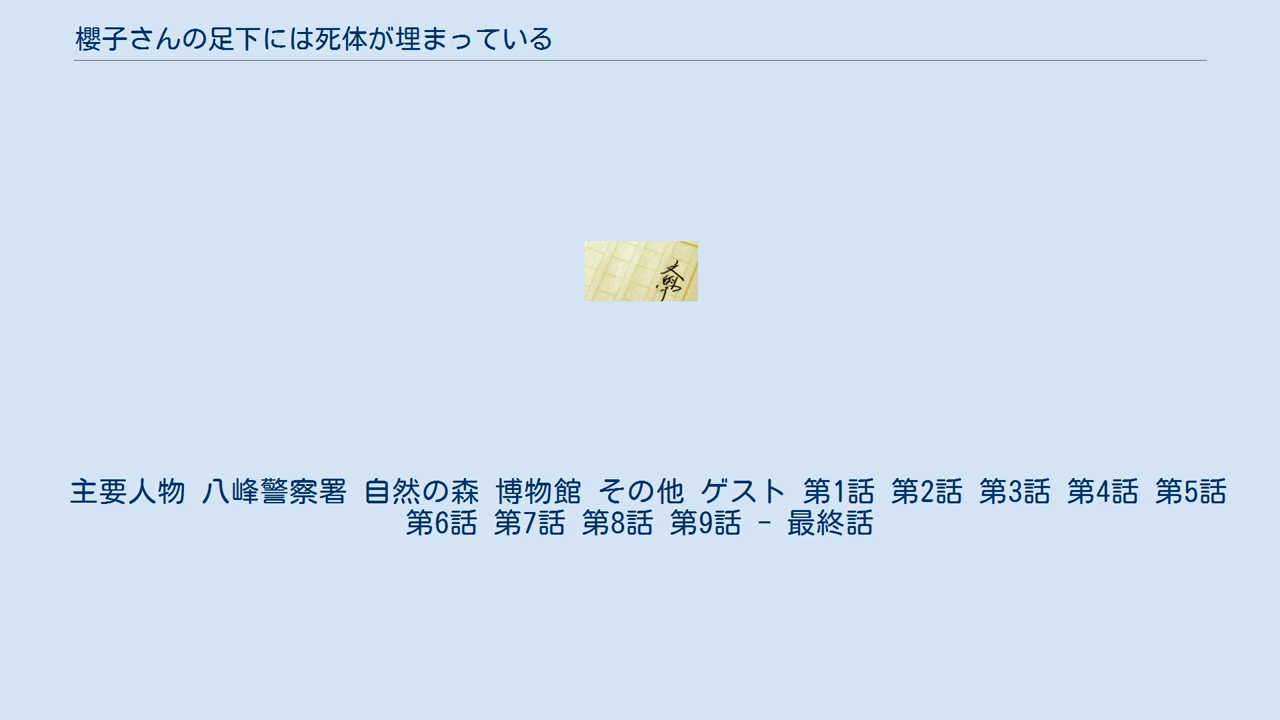 櫻子さんの足下には死体が埋まっている
主要人物 八峰警察署 自然の森 博物館 その他 ゲスト 第1話 第2話 第3話 第4話 第5話
第6話 第7話 第8話 第9話 - 最終話